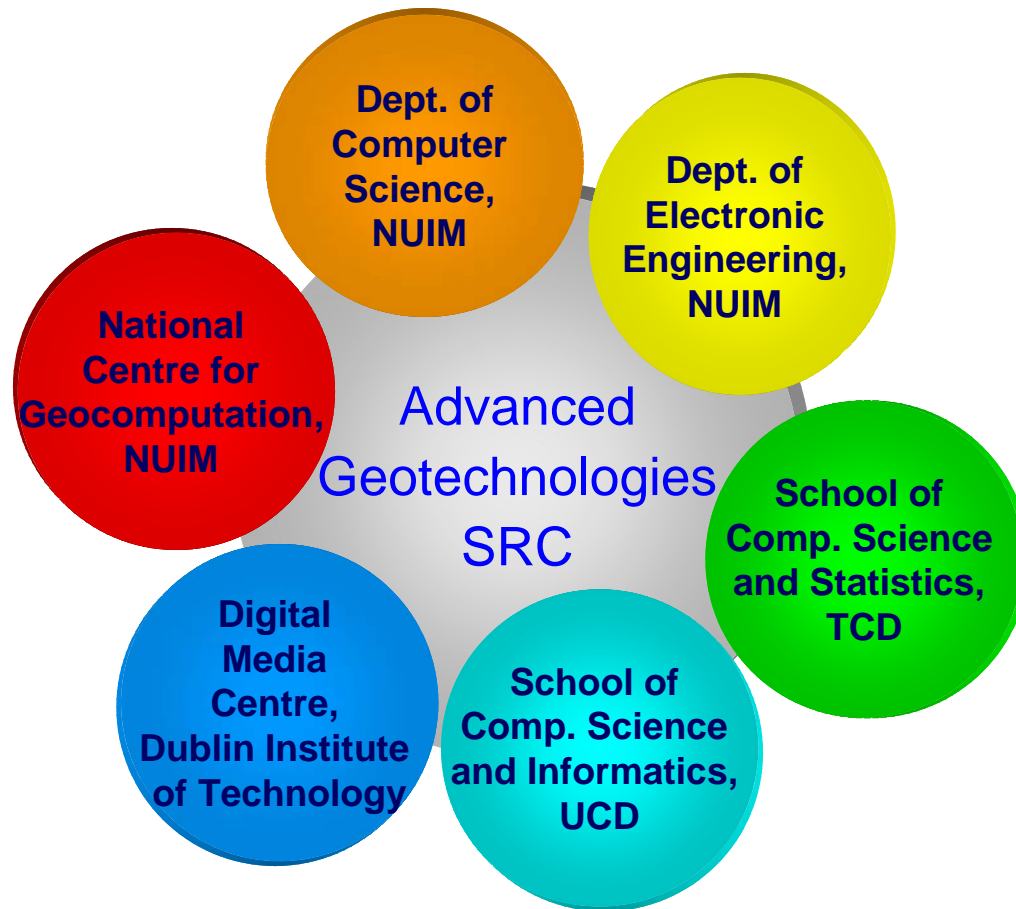 Dept. of
Computer
Science,
NUIM
Dept. of
Electronic
Engineering,
NUIM
National
Centre for
Geocomputation,
NUIM
Advanced
Geotechnologies
SRC
School of
Comp. Science
and Statistics,
TCD
Digital
Media
Centre,
Dublin Institute
of Technology
School of
Comp. Science
and Informatics,
UCD